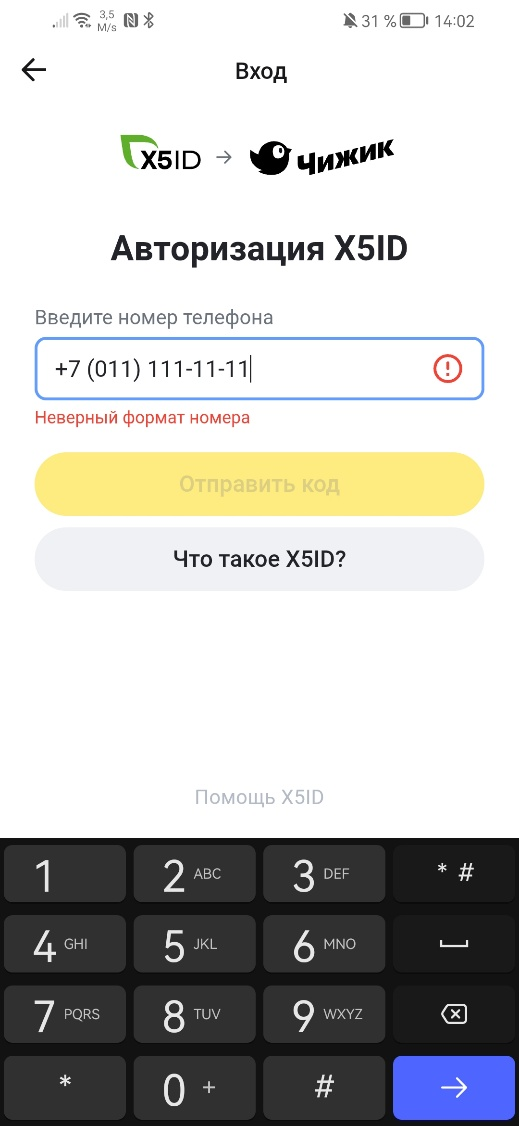 3,5
M/s
31 %
14:02
Вход
X5ID → Чижик
Авторизация X5ID
Введите номер телефона
+7 (011) 111-11-11
Неверный формат номера
Отправить код
Что такое X5ID?
Помощь X5ID
1 2 ABC 3 DEF * #
4 GHI 5 JKL 6 MNO
7 PQRS 8 TUV 9 WXYZ
* 0 + #